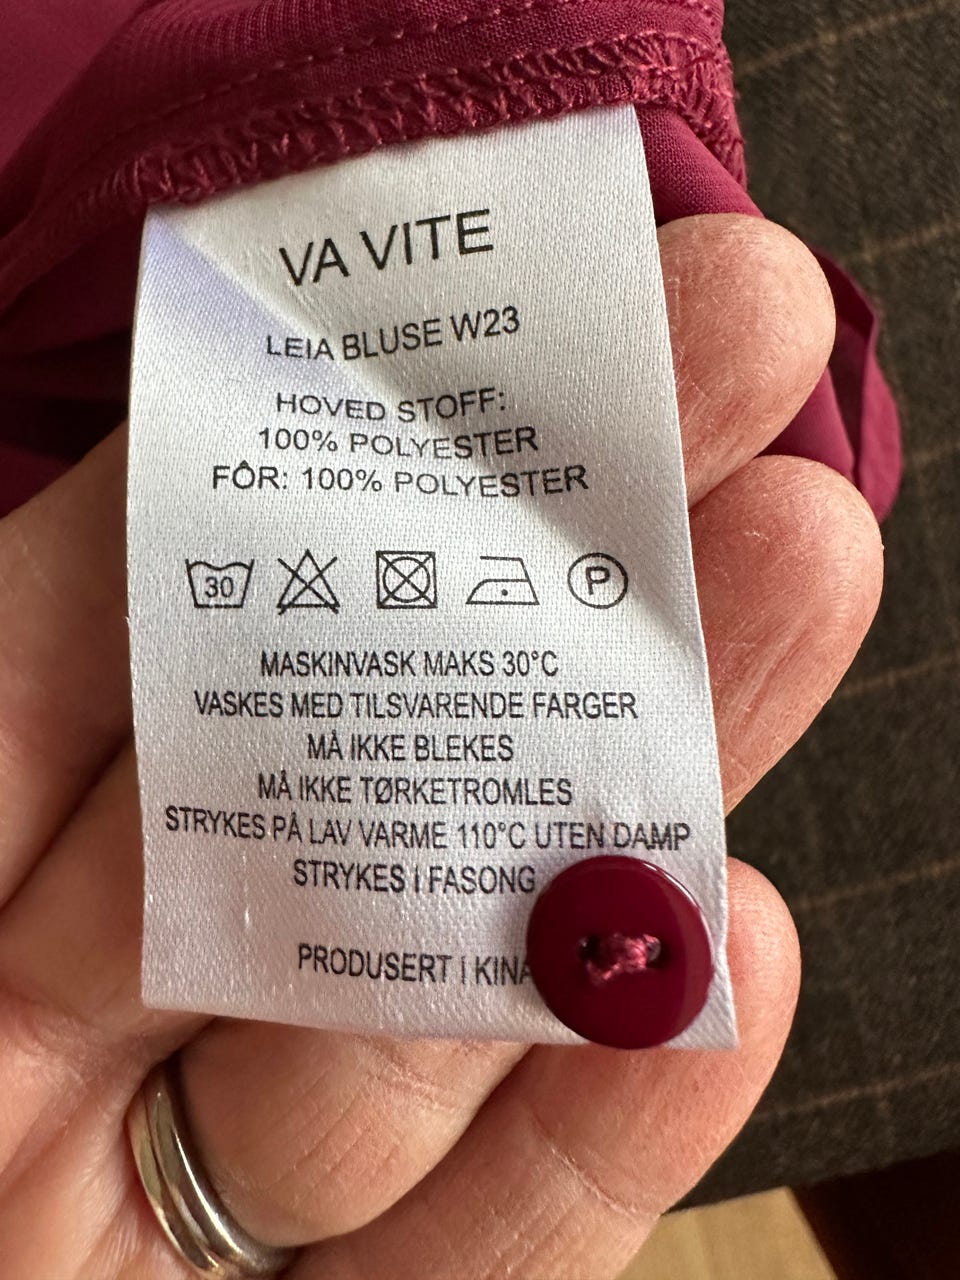 VA VITE
LEIA BLUSE W23
HOVED STOFF:
100% POLYESTER
FÔR: 100% POLYESTER
30 P
MASKINVASK MAKS 30°C
VASKES MED TILSVARENDE FARGER
MÅ IKKE BLEKES
MÅ IKKE TØRKETROMLES
STRYKES PÅ LAV VARME 110°C UTEN DAMP
STRYKES I FASONG
PRODUSERT I KINA